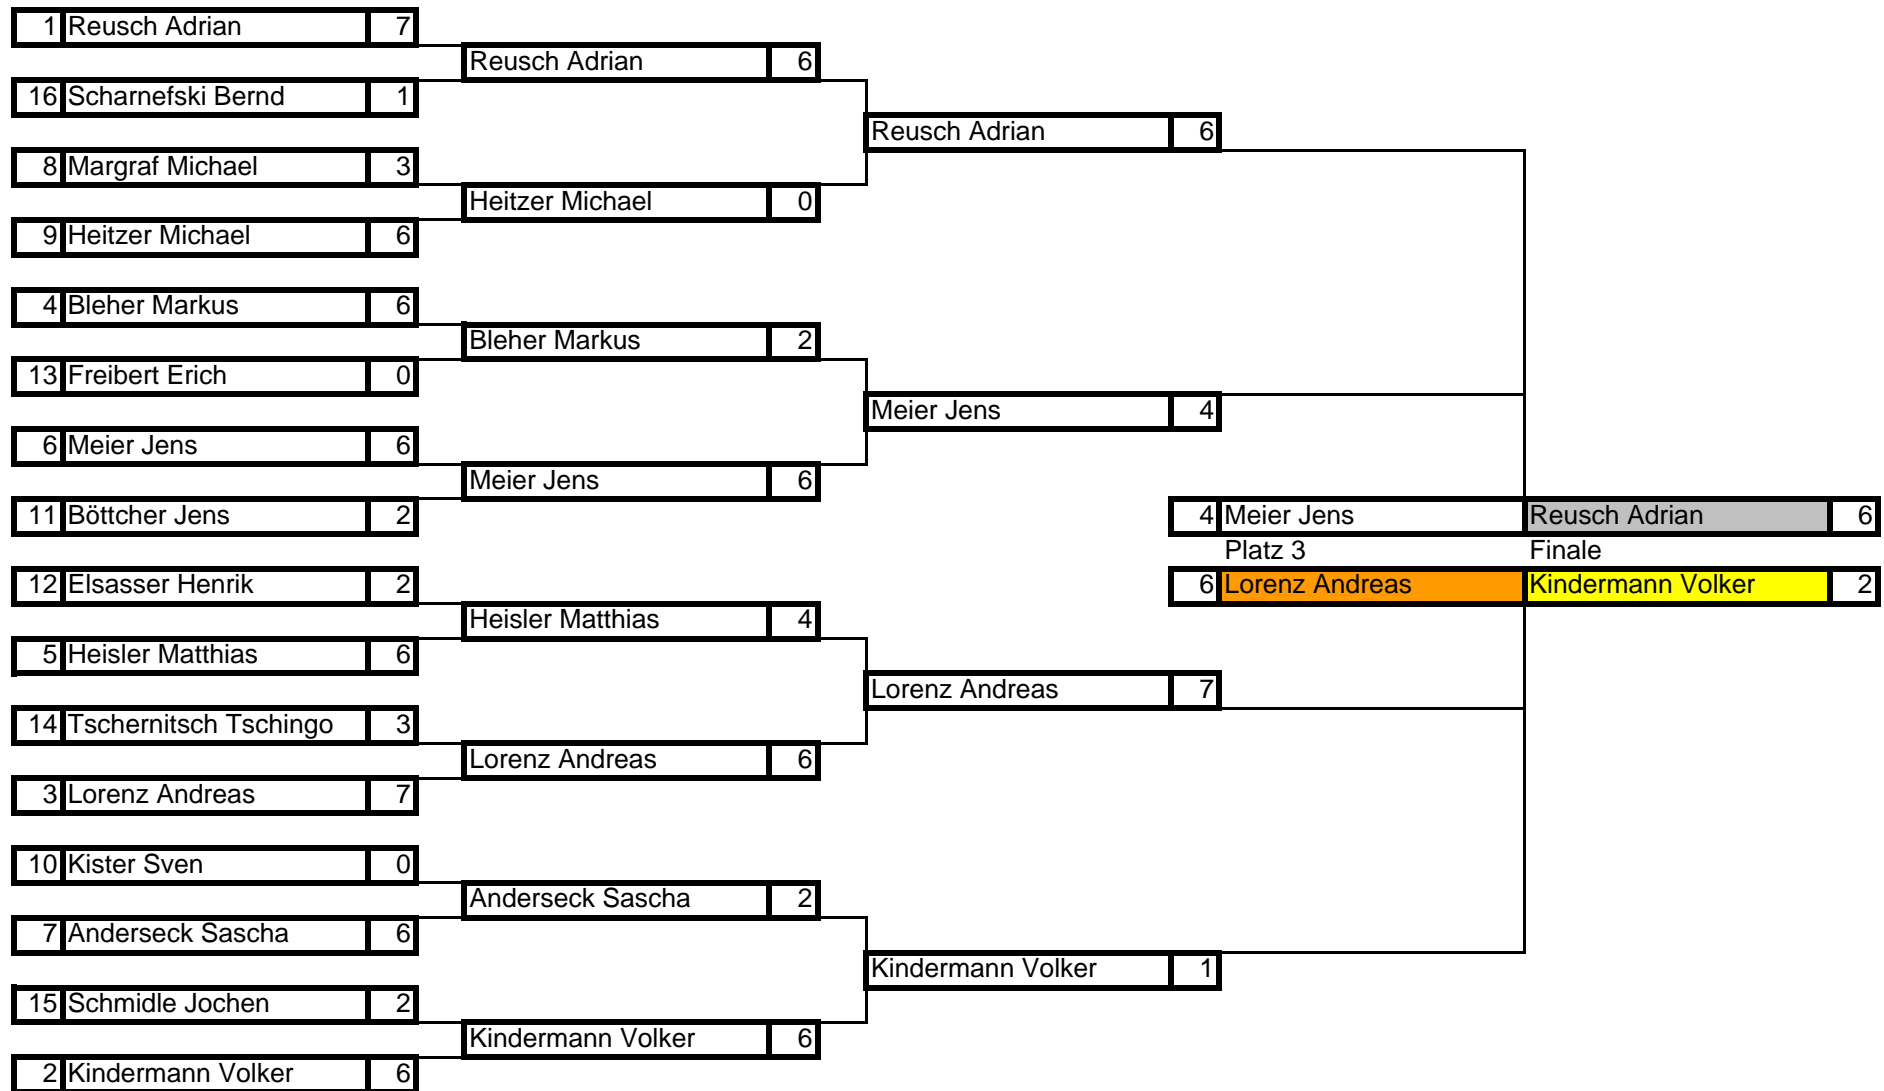 1 Reusch Adrian 7
Reusch Adrian 6
16 Scharnefski Bernd 1
Reusch Adrian 6
8 Margraf Michael 3
Heitzer Michael 0
9 Heitzer Michael 6
4 Bleher Markus 6
Bleher Markus 2
13 Freibert Erich 0
Meier Jens 4
6 Meier Jens 6
Meier Jens 6
11 Böttcher Jens 2
4 Meier Jens Reusch Adrian 6
Platz 3 Finale
6 Lorenz Andreas Kindermann Volker 2
12 Elsasser Henrik 2
Heisler Matthias 4
5 Heisler Matthias 6
Lorenz Andreas 7
14 Tschernitsch Tschingo 3
Lorenz Andreas 6
3 Lorenz Andreas 7
10 Kister Sven 0
Anderseck Sascha 2
7 Anderseck Sascha 6
Kindermann Volker 1
15 Schmidle Jochen 2
Kindermann Volker 6
2 Kindermann Volker 6